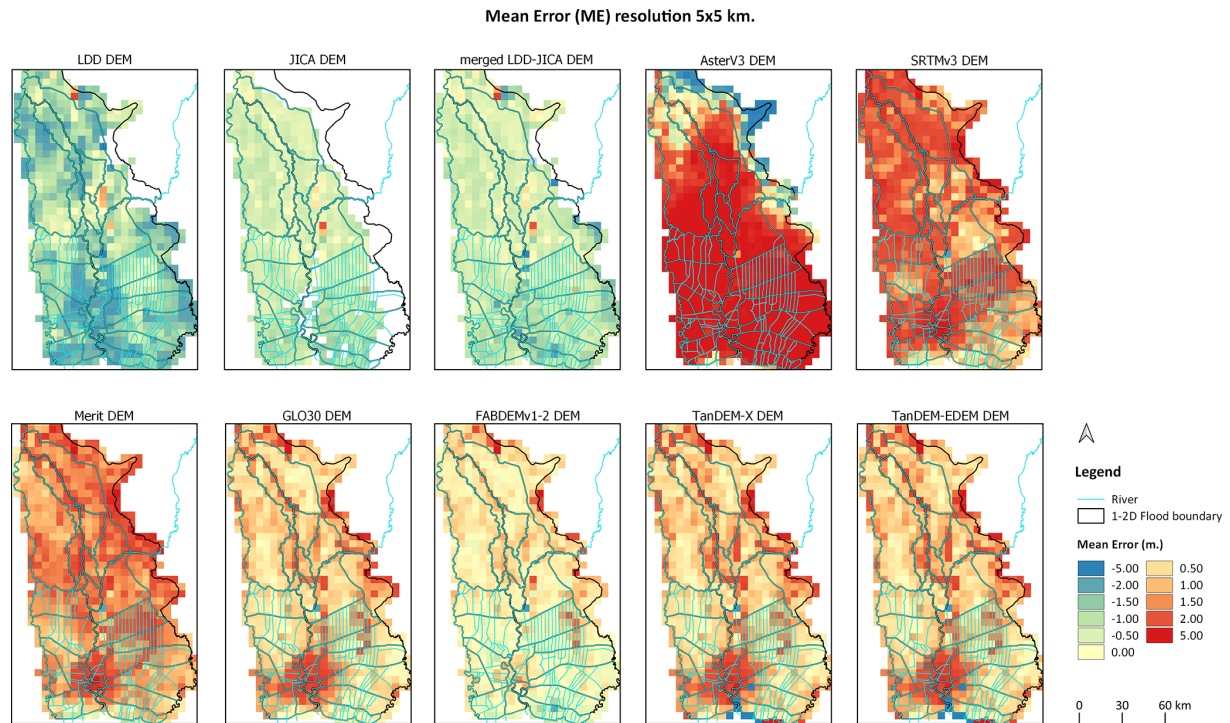 Mean Error (ME) resolution 5x5 km.
LDD DEM
JICA DEM
merged LDD-JICA DEM
AsterV3 DEM
SRTMv3 DEM
Merit DEM
GLO30 DEM
FABDEMv1-2 DEM
TanDEM-X DEM
TanDEM-EDEM DEM
Legend
River
1-2D Flood boundary
Mean Error (m.)
-5.00 0.50
-2.00 1.00
-1.50 1.50
-1.00 2.00
-0.50 5.00
0.00
0 30 60 km